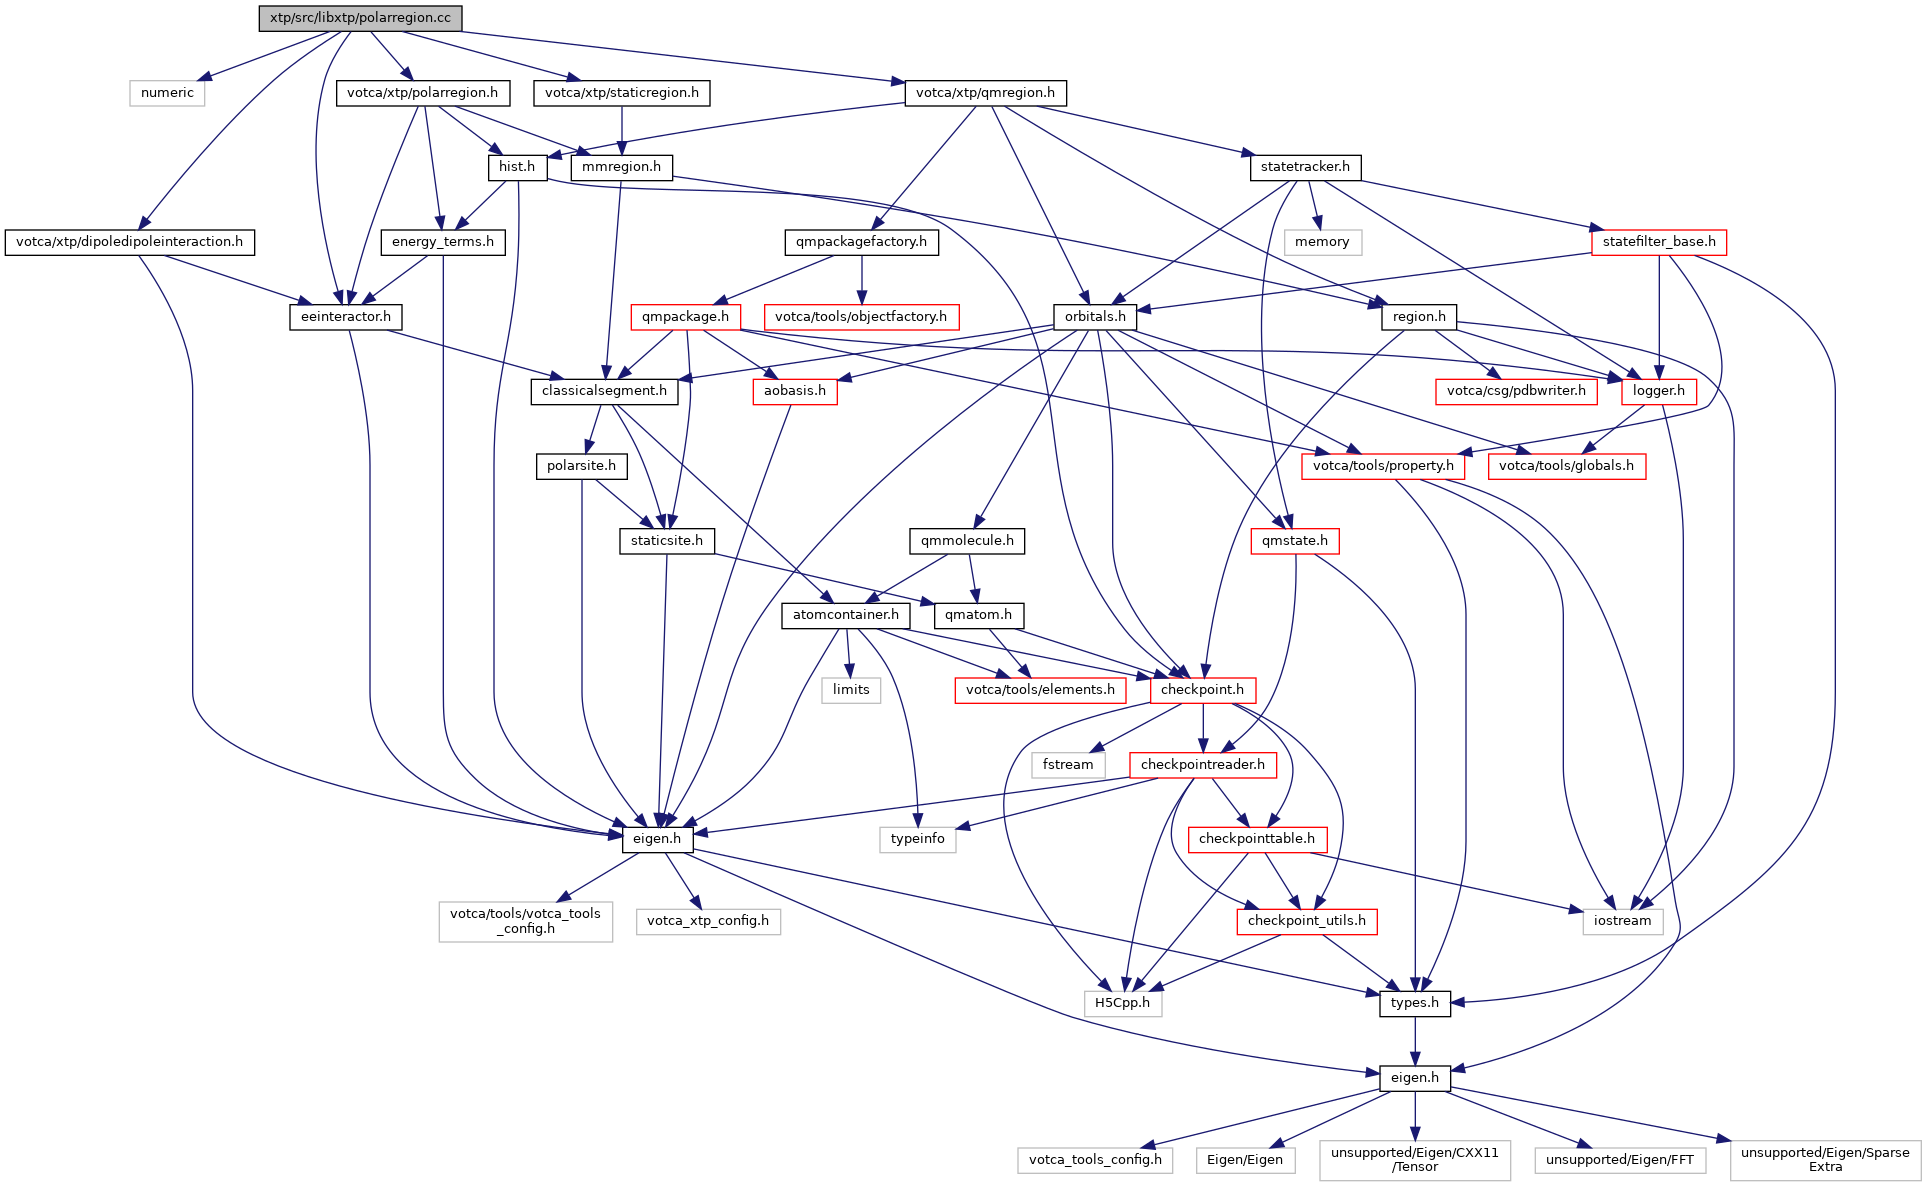 xtp/src/libxtp/polarregion.cc
numeric
votca/xtp/polarregion.h
votca/xtp/staticregion.h
votca/xtp/qmregion.h
hist.h
mmregion.h
statetracker.h
votca/xtp/dipoledipoleinteraction.h
energy_terms.h
qmpackagefactory.h
memory
statefilter_base.h
eeinteractor.h
qmpackage.h
votca/tools/objectfactory.h
orbitals.h
region.h
classicalsegment.h
aobasis.h
votca/csg/pdbwriter.h
logger.h
polarsite.h
votca/tools/property.h
votca/tools/globals.h
staticsite.h
qmmolecule.h
qmstate.h
atomcontainer.h
qmatom.h
limits
votca/tools/elements.h
checkpoint.h
fstream
checkpointreader.h
eigen.h
typeinfo
checkpointtable.h
votca/tools/votca_tools
_config.h
votca_xtp_config.h
checkpoint_utils.h
iostream
H5Cpp.h
types.h
eigen.h
votca_tools_config.h
Eigen/Eigen
unsupported/Eigen/CXX11
/Tensor
unsupported/Eigen/FFT
unsupported/Eigen/Sparse
Extra